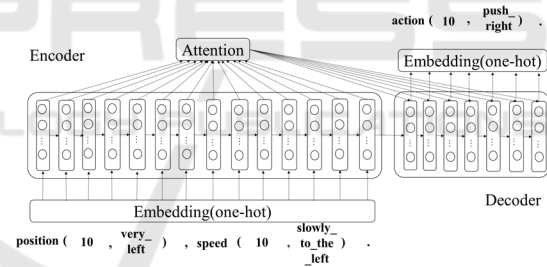 action ( 10 , push_
right ) .
Encoder
Attention
Embedding(one-hot)
Decoder
Embedding(one-hot)
position ( 10 , very_
left ) , speed ( 10 , slowly_
to_the
_left ) .